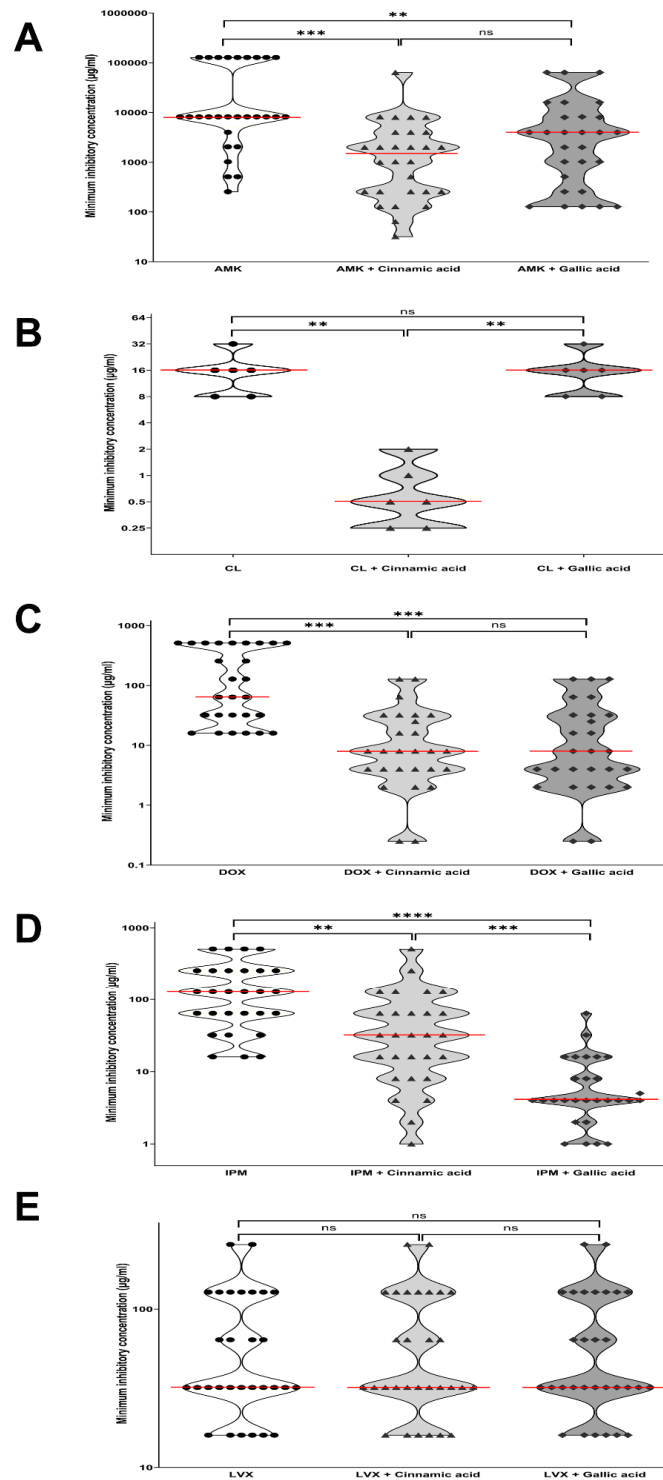 A
**
***
ns
Minimum inhibitory concentration (µg/ml)
1000000
100000
10000
1000
100
10
AMK
AMK + Cinnamic acid
AMK + Gallic acid
B
ns
**
**
Minimum inhibitory concentration (µg/ml)
64
32
16
8
4
2
1
0.5
0.25
CL
CL + Cinnamic acid
CL + Gallic acid
C
***
***
ns
Minimum inhibitory concentration (µg/ml)
1000
100
10
1
0.1
DOX
DOX + Cinnamic acid
DOX + Gallic acid
D
****
**
***
Minimum inhibitory concentration (µg/ml)
1000
100
10
1
IPM
IPM + Cinnamic acid
IPM + Gallic acid
E
ns
ns
ns
Minimum inhibitory concentration (µg/ml)
100
10
LVX
LVX + Cinnamic acid
LVX + Gallic acid